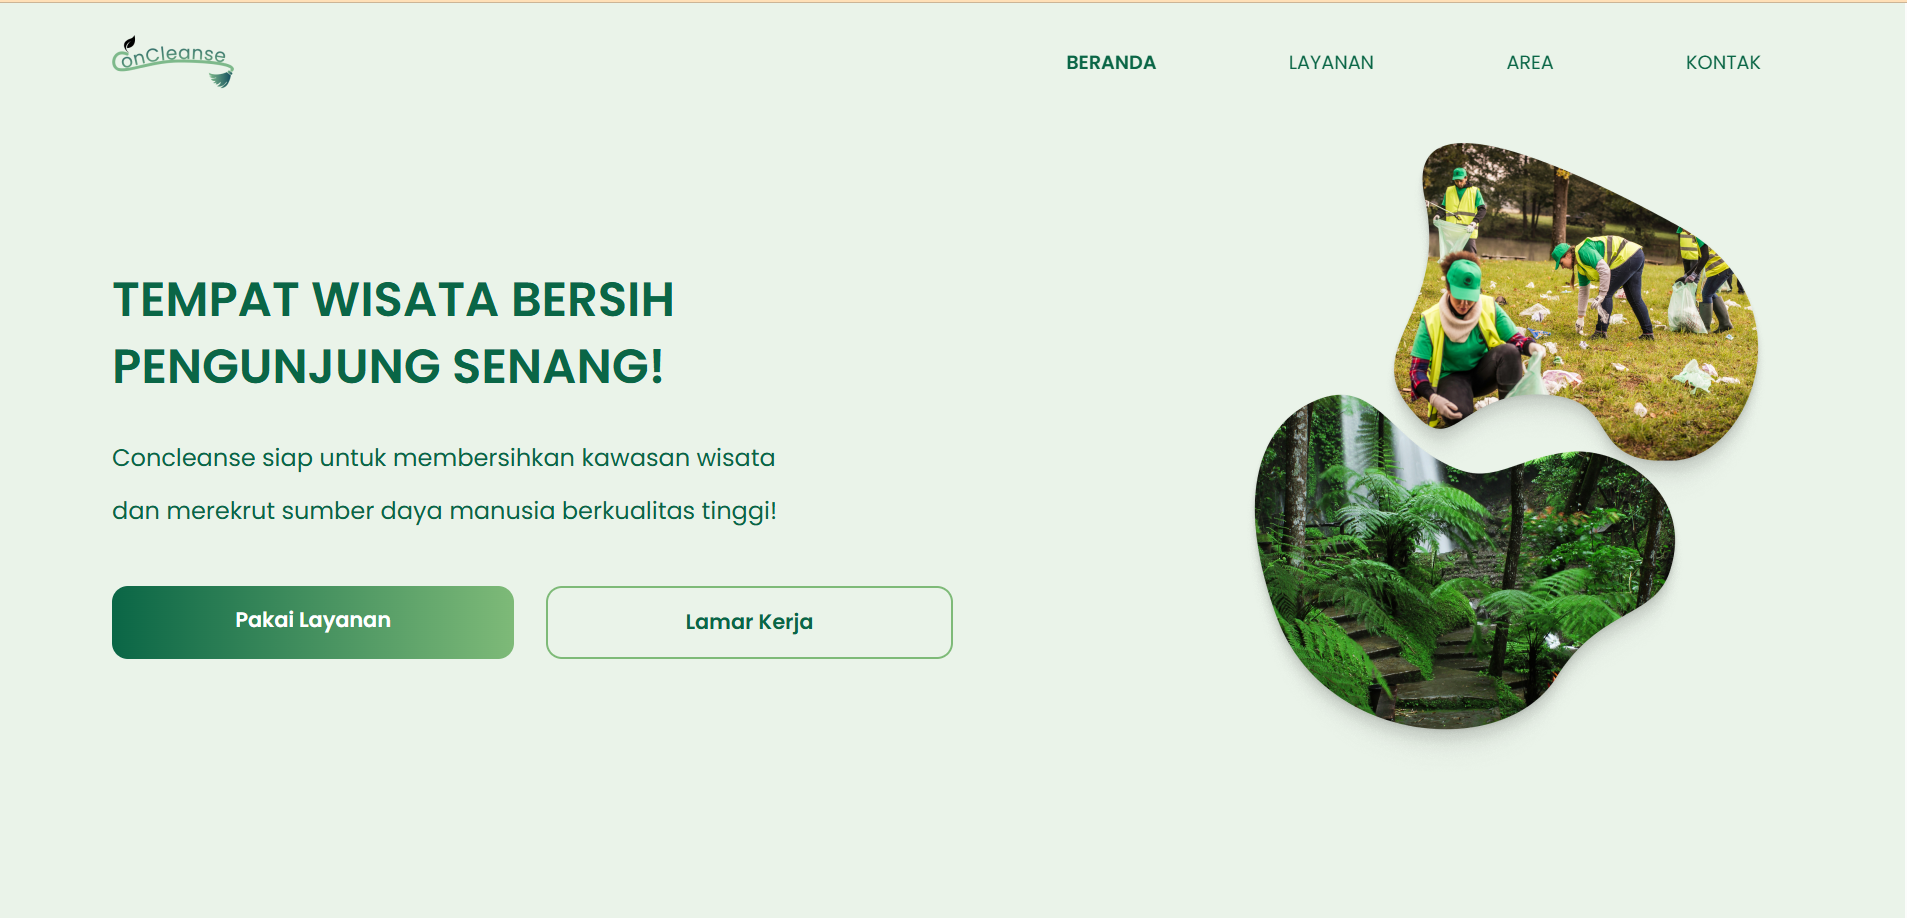 ConCleanse
BERANDA
LAYANAN
AREA
KONTAK
TEMPAT WISATA BERSIH
PENGUNJUNG SENANG!
Concleanse siap untuk membersihkan kawasan wisata
dan merekrut sumber daya manusia berkualitas tinggi!
Pakai Layanan
Lamar Kerja